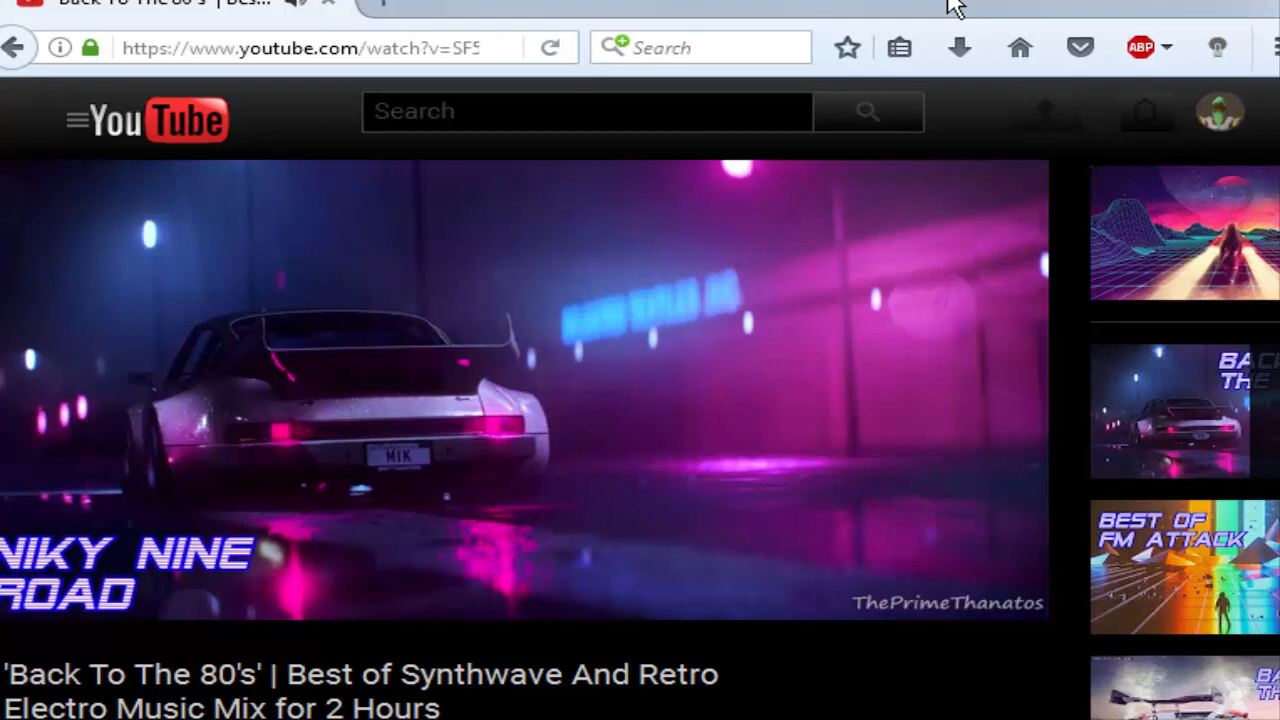 Back To The 80's' | Bes...
https://www.youtube.com/watch?v=SF5
Search
ABP
YouTube
Search
MIK
NIKY NINE
ROAD
ThePrimeThanatos
'Back To The 80's' | Best of Synthwave And Retro
Electro Music Mix for 2 Hours
BACK
THE
BEST OF
FM ATTACK